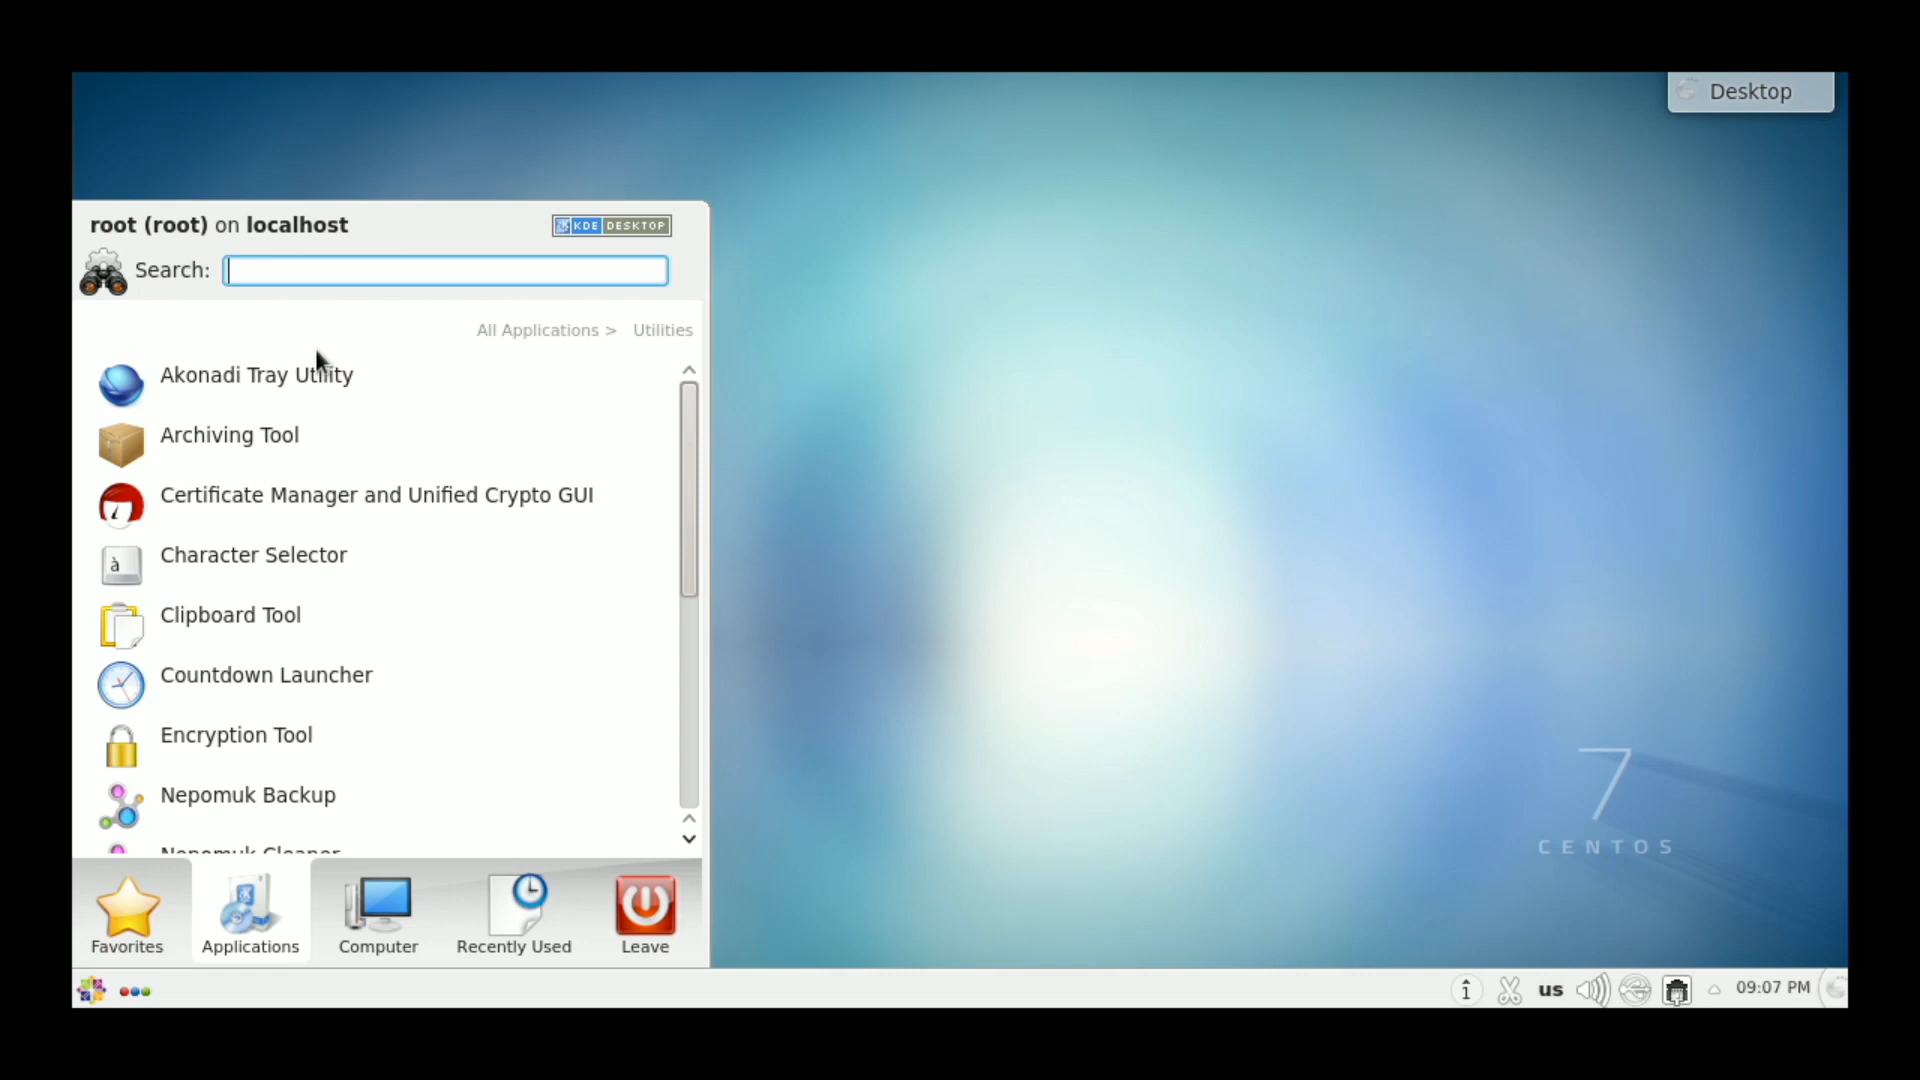 Desktop
root (root) on localhost
KDE DESKTOP
Search:
All Applications > Utilities
Akonadi Tray Utility
Archiving Tool
Certificate Manager and Unified Crypto GUI
à
Character Selector
Clipboard Tool
Countdown Launcher
Encryption Tool
Nepomuk Backup
Nepomuk Cleaner
Favorites
Applications
Computer
Recently Used
Leave
7
CENTOS
us
09:07 PM